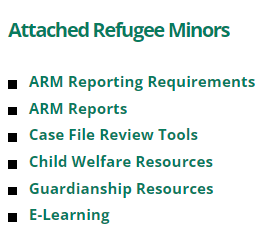 Attached Refugee Minors
ARM Reporting Requirements
ARM Reports
Case File Review Tools
Child Welfare Resources
Guardianship Resources
E-Learning